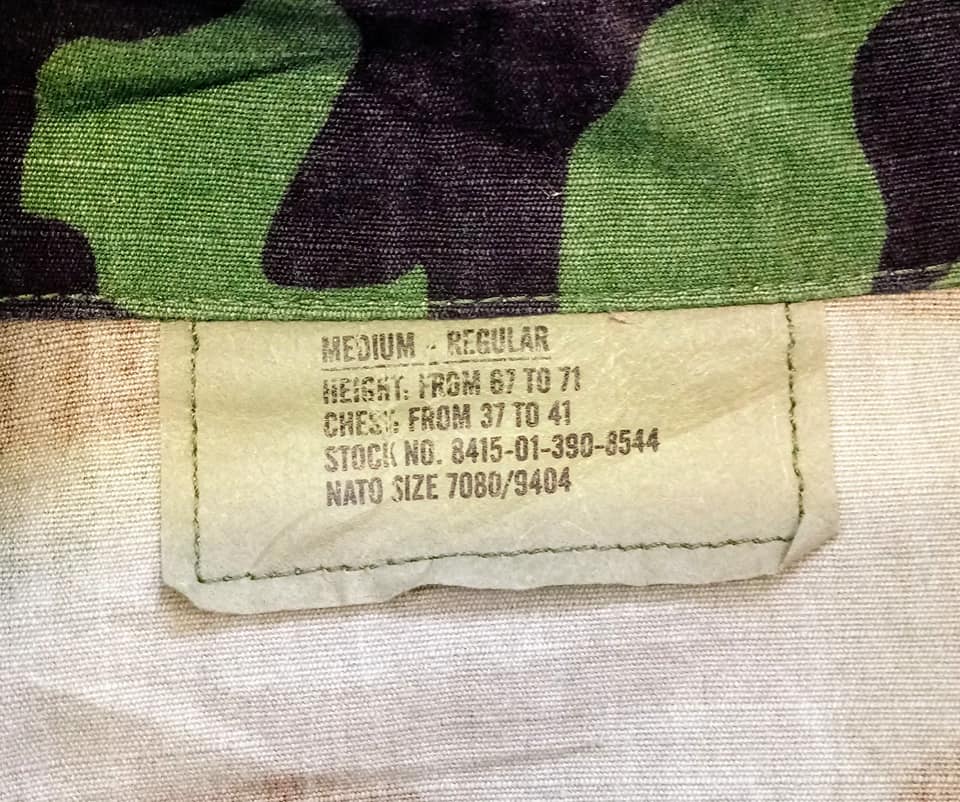 MEDIUM - REGULAR
HEIGHT: FROM 67 TO 71
CHEST: FROM 37 TO 41
STOCK NO. 8415-01-390-8544
NATO SIZE 7080/9404